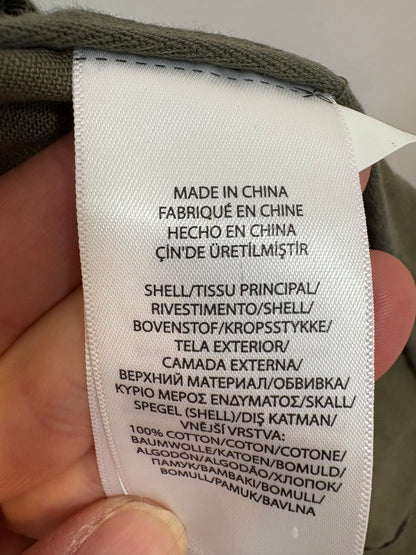 MADE IN CHINA
FABRIQUÉ EN CHINE
HECHO EN CHINA
ÇİN'DE ÜRETİLMİŞTİR
SHELL/TISSU PRINCIPAL/
RIVESTIMENTO/SHELL/
BOVENSTOF/KROPSSTYKKE/
TELA EXTERIOR/
CAMADA EXTERNA/
ВЕРХНИЙ МАТЕРИАЛ/ОБВИВКА/
ΚΥΡΙΟ ΜΕΡΟΣ ΕΝΔΥΜΑΤΟΣ/SKALL/
SPEGEL (SHELL)/DIŞ KATMAN/
VNĚJŠÍ VRSTVA:
100% COTTON/COTON/COTONE/
BAUMWOLLE/KATOEN/BOMULD/
ALGODÓN/ALGODÃO/ХЛОПОК/
ПАМУК/ΒΑΜΒΑΚΙ/BOMULL/
BOMULL/PAMUK/BAVLNA